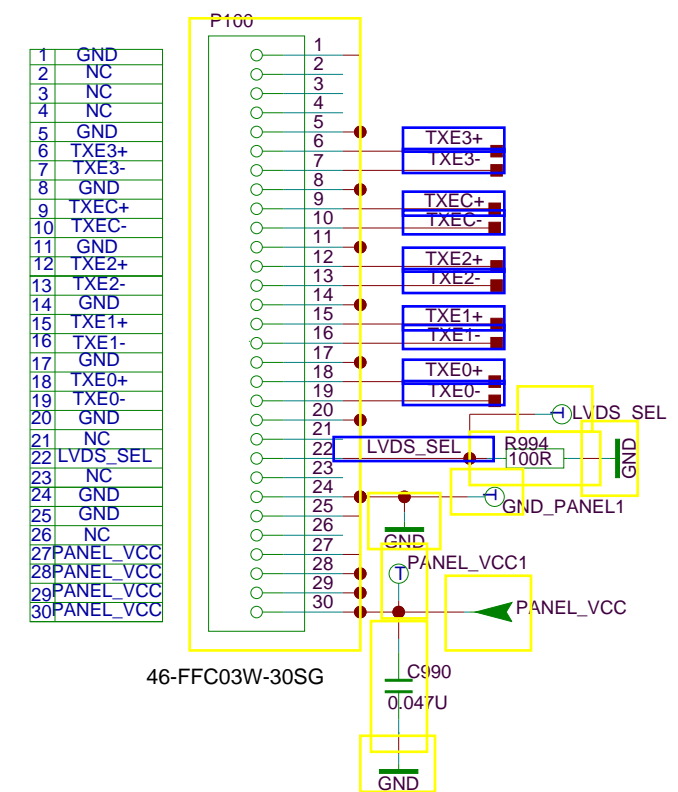 P100
1 GND
2 NC
3 NC
4 NC
5 GND
6 TXE3+
7 TXE3-
8 GND
9 TXEC+
10 TXEC-
11 GND
12 TXE2+
13 TXE2-
14 GND
15 TXE1+
16 TXE1-
17 GND
18 TXE0+
19 TXE0-
20 GND
21 NC
22 LVDS_SEL
23 NC
24 GND
25 GND
26 NC
27 PANEL_VCC
28 PANEL_VCC
29 PANEL_VCC
30 PANEL_VCC
1
2
3
4
5
6
7
8
9
10
11
12
13
14
15
16
17
18
19
20
21
22
23
24
25
26
27
28
29
30
TXE3+
TXE3-
TXEC+
TXEC-
TXE2+
TXE2-
TXE1+
TXE1-
TXE0+
TXE0-
T LVDS_SEL
LVDS_SEL
R994
100R
GND
T GND_PANEL1
GND
T PANEL_VCC1
PANEL_VCC
46-FFC03W-30SG
C990
0.047U
GND